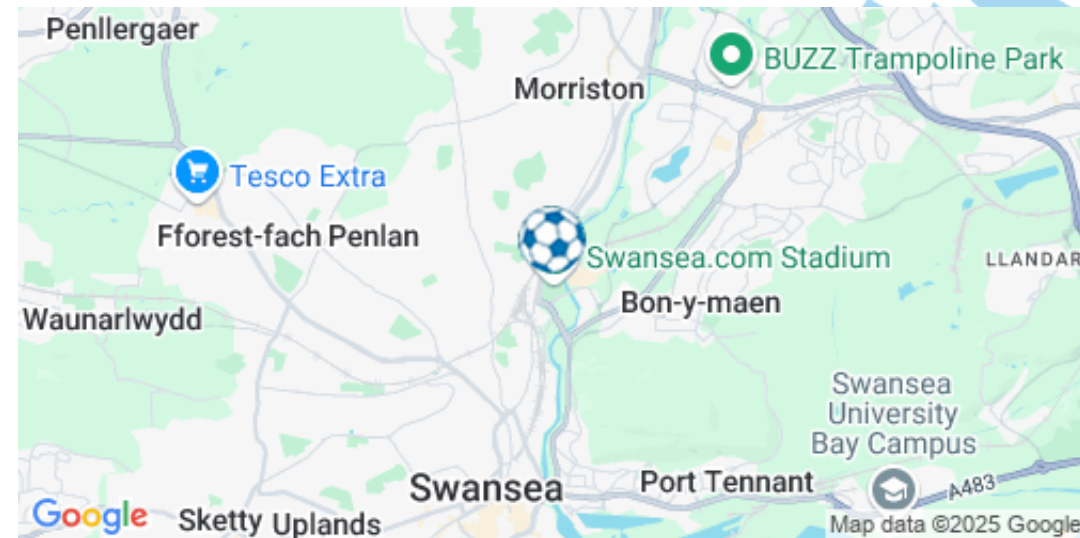 Penllergaer
BUZZ Trampoline Park
Morriston
Tesco Extra
Fforest-fach Penlan
Swansea.com Stadium
LLANDAR
Bon-y-maen
Waunarlwydd
Swansea
University
Bay Campus
Port Tennant
A483
Swansea
Google
Sketty Uplands
Map data ©2025 Google